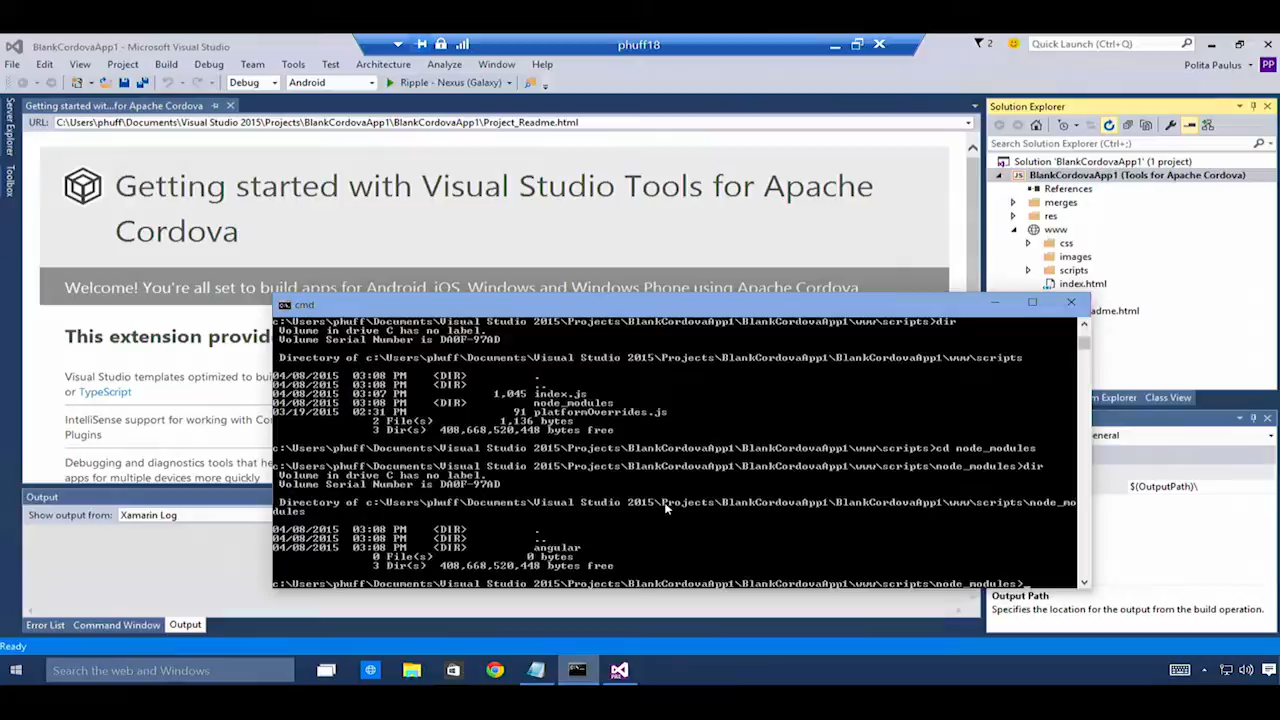 BlankCordovaApp1 - Microsoft Visual Studio
phuff18
2
Quick Launch (Ctrl+Q)
File Edit View Project Build Debug Team Tools Test Architecture Analyze Window Help
Polita Paulus
PP
Debug
Android
Ripple - Nexus (Galaxy)
Server Explorer
Toolbox
Getting started wit...for Apache Cordova
URL: C:\Users\phuff\Documents\Visual Studio 2015\Projects\BlankCordovaApp1\BlankCordovaApp1\Project_Readme.html
Getting started with Visual Studio Tools for Apache
Cordova
Welcome! You're all set to build apps for Android, iOS, Windows and Windows Phone using Apache Cordova
This extension provide
Visual Studio templates optimized to bu
or TypeScript
IntelliSense support for working with Cor
Plugins
Debugging and diagnostics tools that he
apps for multiple devices more quickly
Solution Explorer
Search Solution Explorer (Ctrl+;)
Solution 'BlankCordovaApp1' (1 project)
BlankCordovaApp1 (Tools for Apache Cordova)
References
merges
res
www
css
images
scripts
index.html
adme.html
cmd
c:\Users\phuff\Documents\Visual Studio 2015\Projects\BlankCordovaApp1\BlankCordovaApp1\www\scripts>dir
Volume in drive C has no label.
Volume Serial Number is DA0F-97AD
Directory of c:\Users\phuff\Documents\Visual Studio 2015\Projects\BlankCordovaApp1\BlankCordovaApp1\www\scripts
04/08/2015 03:08 PM <DIR> .
04/08/2015 03:08 PM <DIR> ..
04/08/2015 03:07 PM 1,045 index.js
04/08/2015 03:08 PM <DIR> node_modules
03/19/2015 02:31 PM 91 platformOverrides.js
2 File(s) 1,136 bytes
3 Dir(s) 408,668,520,448 bytes free
c:\Users\phuff\Documents\Visual Studio 2015\Projects\BlankCordovaApp1\BlankCordovaApp1\www\scripts>cd node_modules
c:\Users\phuff\Documents\Visual Studio 2015\Projects\BlankCordovaApp1\BlankCordovaApp1\www\scripts\node_modules>dir
Volume in drive C has no label.
Volume Serial Number is DA0F-97AD
Directory of c:\Users\phuff\Documents\Visual Studio 2015\Projects\BlankCordovaApp1\BlankCordovaApp1\www\scripts\node_mo
dules
04/08/2015 03:08 PM <DIR> .
04/08/2015 03:08 PM <DIR> ..
04/08/2015 03:08 PM <DIR> angular
0 File(s) 0 bytes
3 Dir(s) 408,668,520,448 bytes free
c:\Users\phuff\Documents\Visual Studio 2015\Projects\BlankCordovaApp1\BlankCordovaApp1\www\scripts\node_modules>_
m Explorer Class View
eneral
$(OutputPath)\
Output Path
Specifies the location for the output from the build operation.
Output
Show output from: Xamarin Log
Error List Command Window Output
Ready
Search the web and Windows